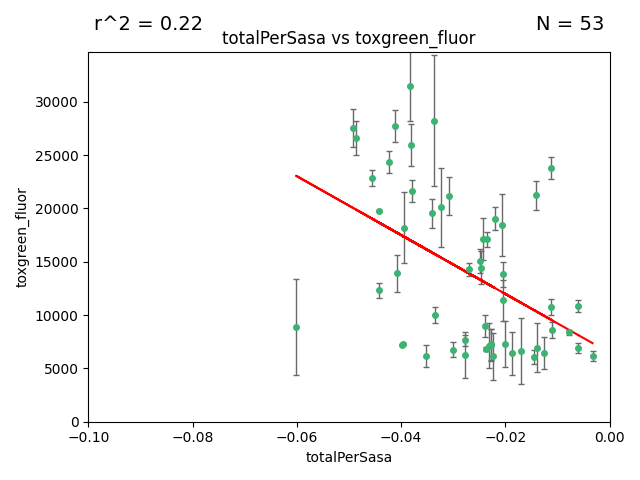 r^2 = 0.22
N = 53
totalPerSasa vs toxgreen_fluor
toxgreen_fluor
30000
25000
20000
15000
10000
5000
0
−0.10
−0.08
−0.06
−0.04
−0.02
0.00
totalPerSasa